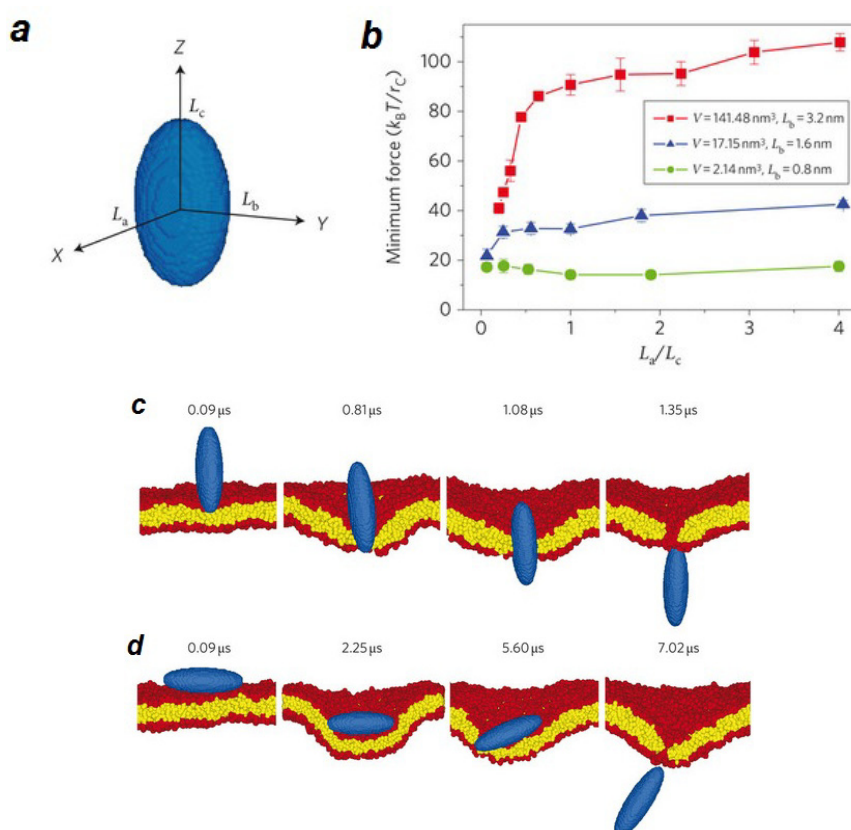 a
Z
L_c
L_a
L_b
X
Y
b
Minimum force (k_BT/r_C)
100
80
60
40
20
0
V = 141.48 nm³, L_b = 3.2 nm
V = 17.15 nm³, L_b = 1.6 nm
V = 2.14 nm³, L_b = 0.8 nm
0 1 2 3 4
L_a/L_c
c
0.09 μs 0.81 μs 1.08 μs 1.35 μs
d
0.09 μs 2.25 μs 5.60 μs 7.02 μs